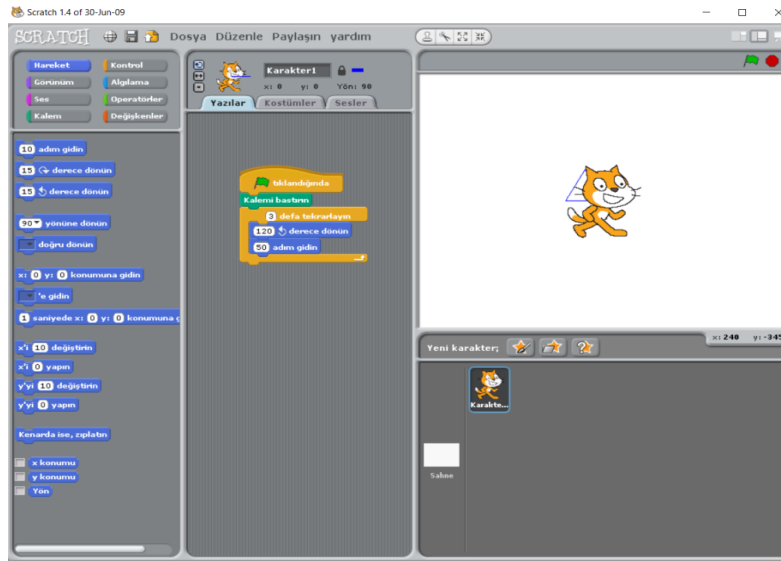 Scratch 1.4 of 30-Jun-09
SCRATCH Dosya Düzenle Paylaşın yardım
Hareket Kontrol
Görünüm Algılama
Ses Operatörler
Kalem Değişkenler
10 adım gidin
15 derece dönün
15 derece dönün
90 yönüne dönün
doğru dönün
x: 0 y: 0 konumuna gidin
'e gidin
1 saniyede x: 0 y: 0 konumuna g
x'i 10 değiştirin
x'i 0 yapın
y'yi 10 değiştirin
y'yi 0 yapın
Kenarda ise, zıplatın
x konumu
y konumu
Yön
Karakter1
x: 0 y: 0 Yön: 90
Yazılar Kostümler Sesler
tıklandığında
Kalemi bastırın
3 defa tekrarlayın
120 derece dönün
50 adım gidin
x: 240 y: -345
Yeni karakter;
Karakte...
Sahne